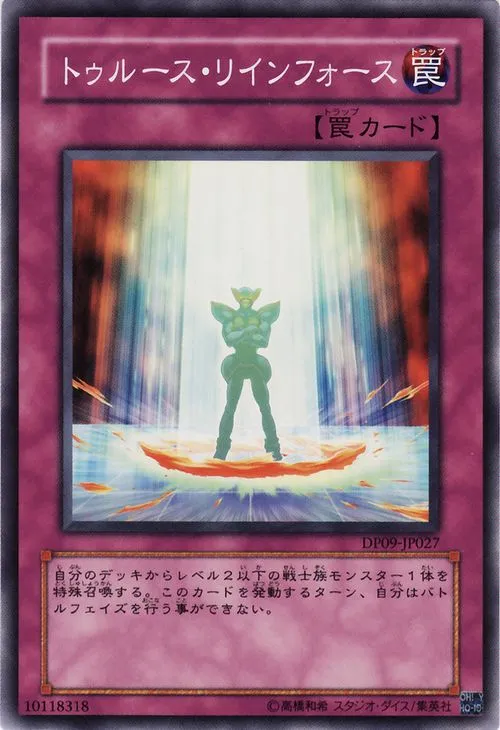 トゥルース・リインフォース
トラップ
罠
トラップ
【罠カード】
DP09-JP027
自分のデッキからレベル2以下の戦士族モンスター1体を
特殊召喚する。このカードを発動するターン、自分はバト
ルフェイズを行う事ができない。
10118318
©高橋和希 スタジオ・ダイス/集英社